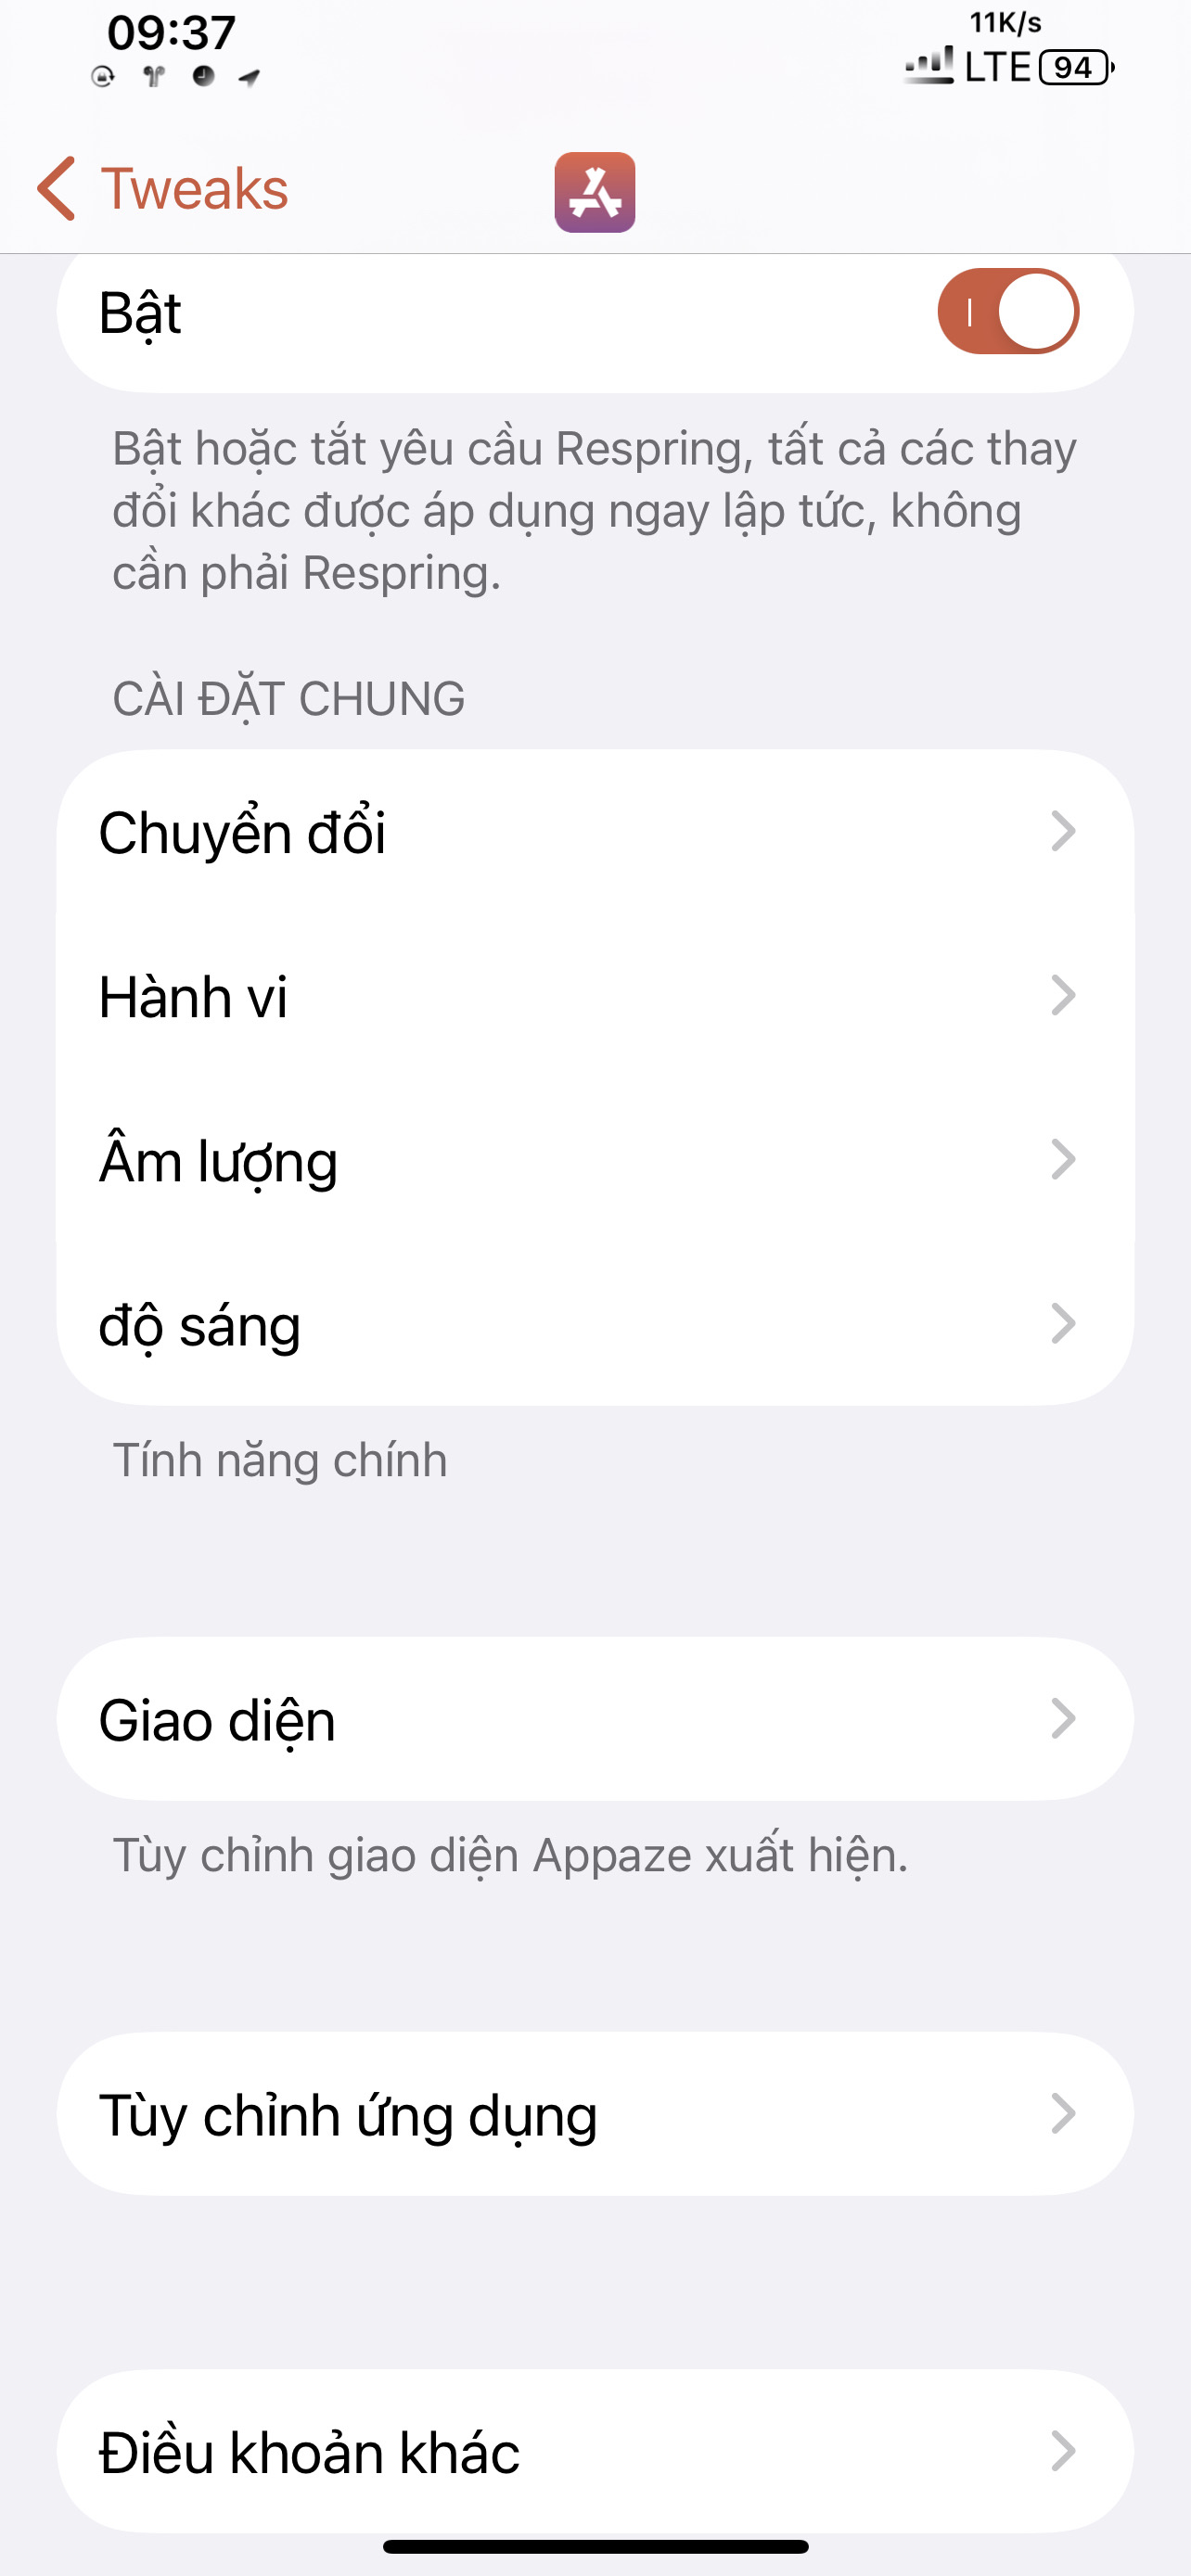 09:37
11K/s
LTE 94
Tweaks
Bật
Bật hoặc tắt yêu cầu Respring, tất cả các thay
đổi khác được áp dụng ngay lập tức, không
cần phải Respring.
CÀI ĐẶT CHUNG
Chuyển đổi
Hành vi
Âm lượng
độ sáng
Tính năng chính
Giao diện
Tùy chỉnh giao diện Appaze xuất hiện.
Tùy chỉnh ứng dụng
Điều khoản khác